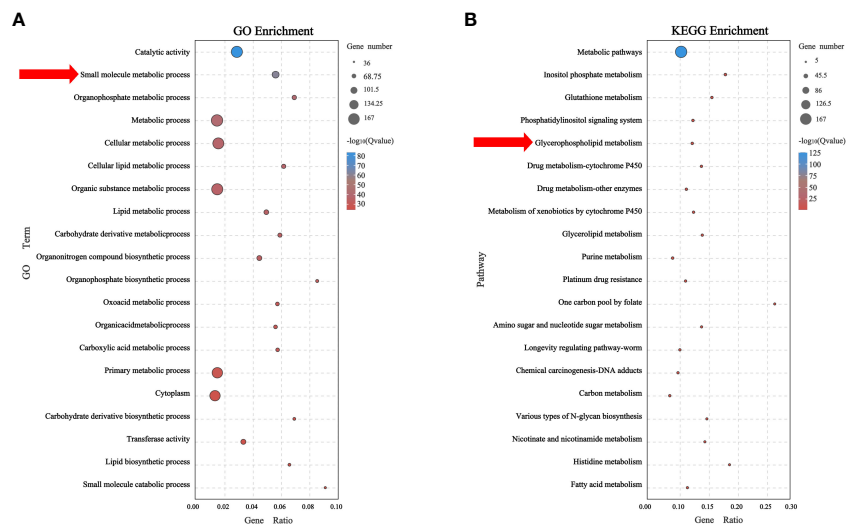 A
GO Enrichment
Catalytic activity
Small molecule metabolic process
Organophosphate metabolic process
Metabolic process
Cellular metabolic process
Cellular lipid metabolic process
Organic substance metabolic process
Lipid metabolic process
Carbohydrate derivative metabolicprocess
Organonitrogen compound biosynthetic process
Organophosphate biosynthetic process
Oxoacid metabolic process
Organicacidmetabolicprocess
Carboxylic acid metabolic process
Primary metabolic process
Cytoplasm
Carbohydrate derivative biosynthetic process
Transferase activity
Lipid biosynthetic process
Small molecule catabolic process
GO Term
0.00 0.02 0.04 0.06 0.08 0.10
Gene Ratio
Gene number
36
68.75
101.5
134.25
167
-log10(Qvalue)
80
70
60
50
40
30
B
KEGG Enrichment
Metabolic pathways
Inositol phosphate metabolism
Glutathione metabolism
Phosphatidylinositol signaling system
Glycerophospholipid metabolism
Drug metabolism-cytochrome P450
Drug metabolism-other enzymes
Metabolism of xenobiotics by cytochrome P450
Glycerolipid metabolism
Purine metabolism
Platinum drug resistance
One carbon pool by folate
Amino sugar and nucleotide sugar metabolism
Longevity regulating pathway-worm
Chemical carcinogenesis-DNA adducts
Carbon metabolism
Various types of N-glycan biosynthesis
Nicotinate and nicotinamide metabolism
Histidine metabolism
Fatty acid metabolism
Pathway
0.00 0.10 0.15 0.20 0.25 0.30
Gene Ratio
Gene number
5
45.5
86
126.5
167
-log10(Qvalue)
125
100
75
50
25